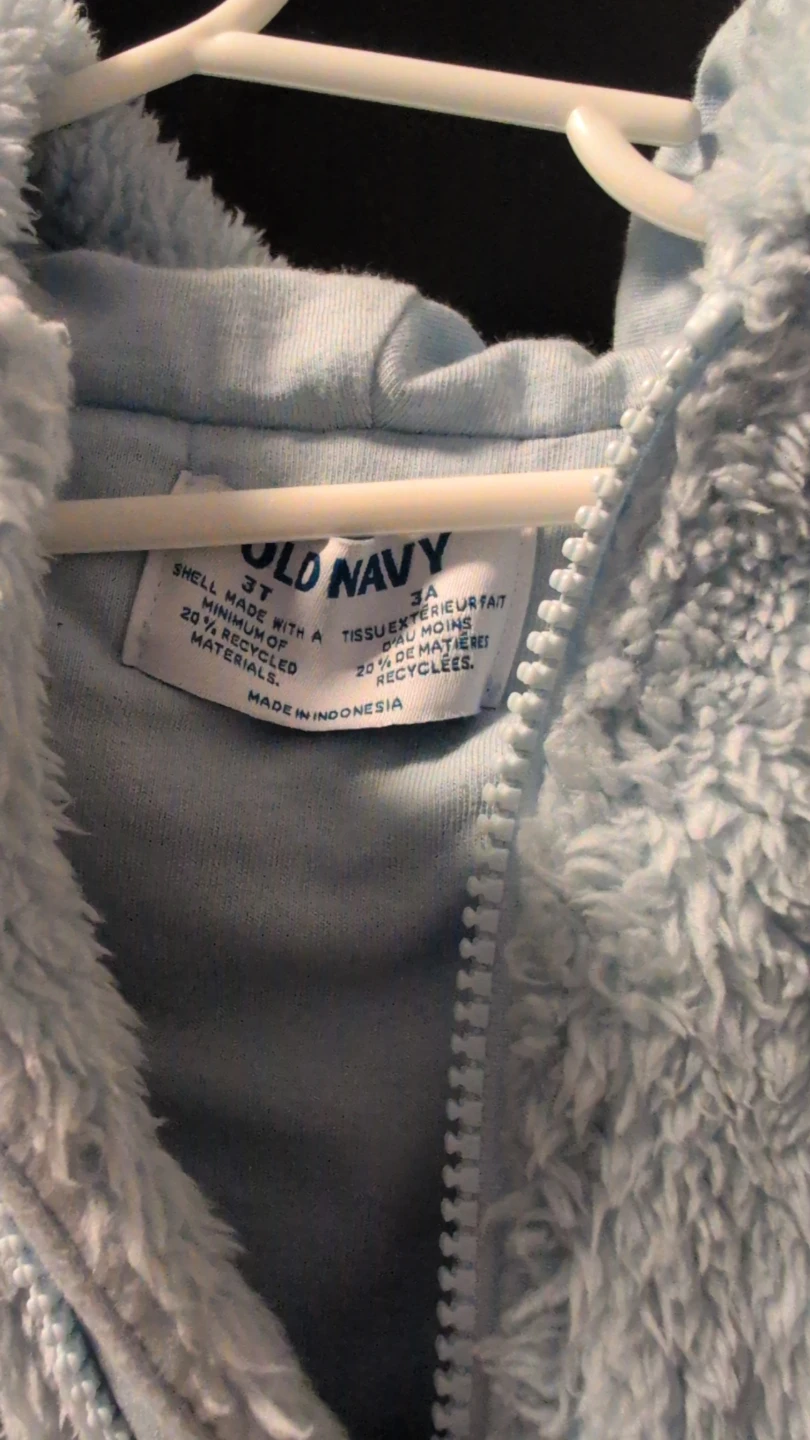 OLD NAVY
3T
SHELL MADE WITH A
MINIMUM OF
20% RECYCLED
MATERIALS.
3A
TISSU EXTÉRIEUR FAIT
D'AU MOINS
20% DE MATIÈRES
RECYCLÉES.
MADE IN INDONESIA